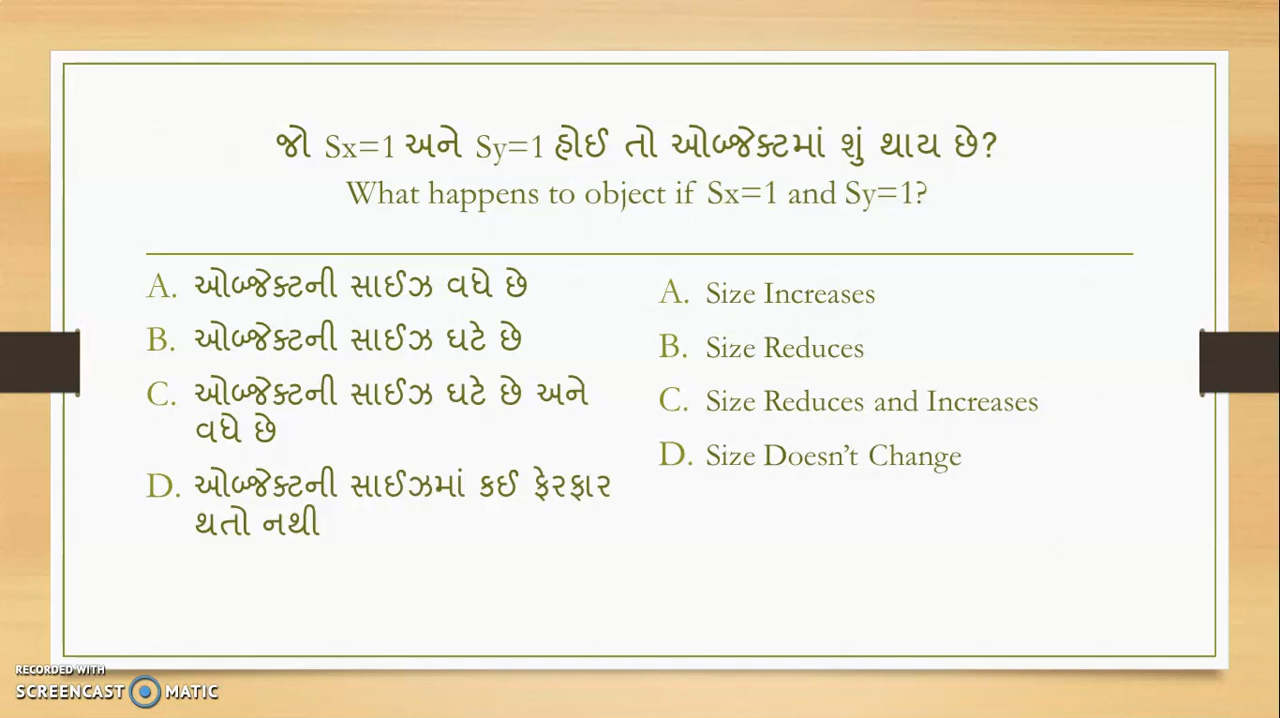 જો Sx=1 અને Sy=1 હોઈ તો ઓબ્જેક્ટમાં શું થાય છે?
What happens to object if Sx=1 and Sy=1?
A. ઓબ્જેક્ટની સાઈઝ વધે છે
B. ઓબ્જેક્ટની સાઈઝ ઘટે છે
C. ઓબ્જેક્ટની સાઈઝ ઘટે છે અને
વધે છે
D. ઓબ્જેક્ટની સાઈઝમાં કઈ ફેરફાર
થતો નથી
A. Size Increases
B. Size Reduces
C. Size Reduces and Increases
D. Size Doesn’t Change
RECORDED WITH
SCREENCAST MATIC